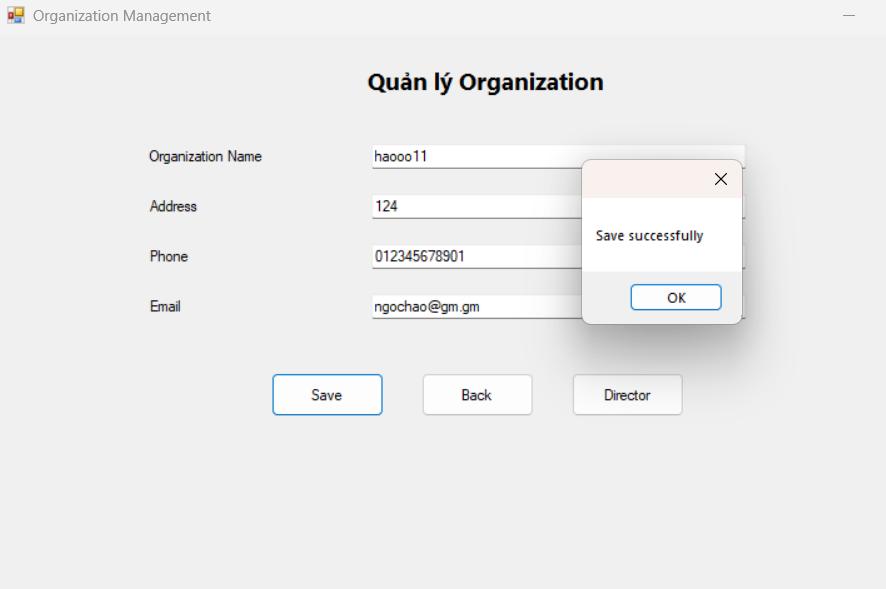 Organization Management
Quản lý Organization
Organization Name
haooo11
Address
124
Save successfully
Phone
012345678901
OK
Email
ngochao@gm.gm
Save
Back
Director